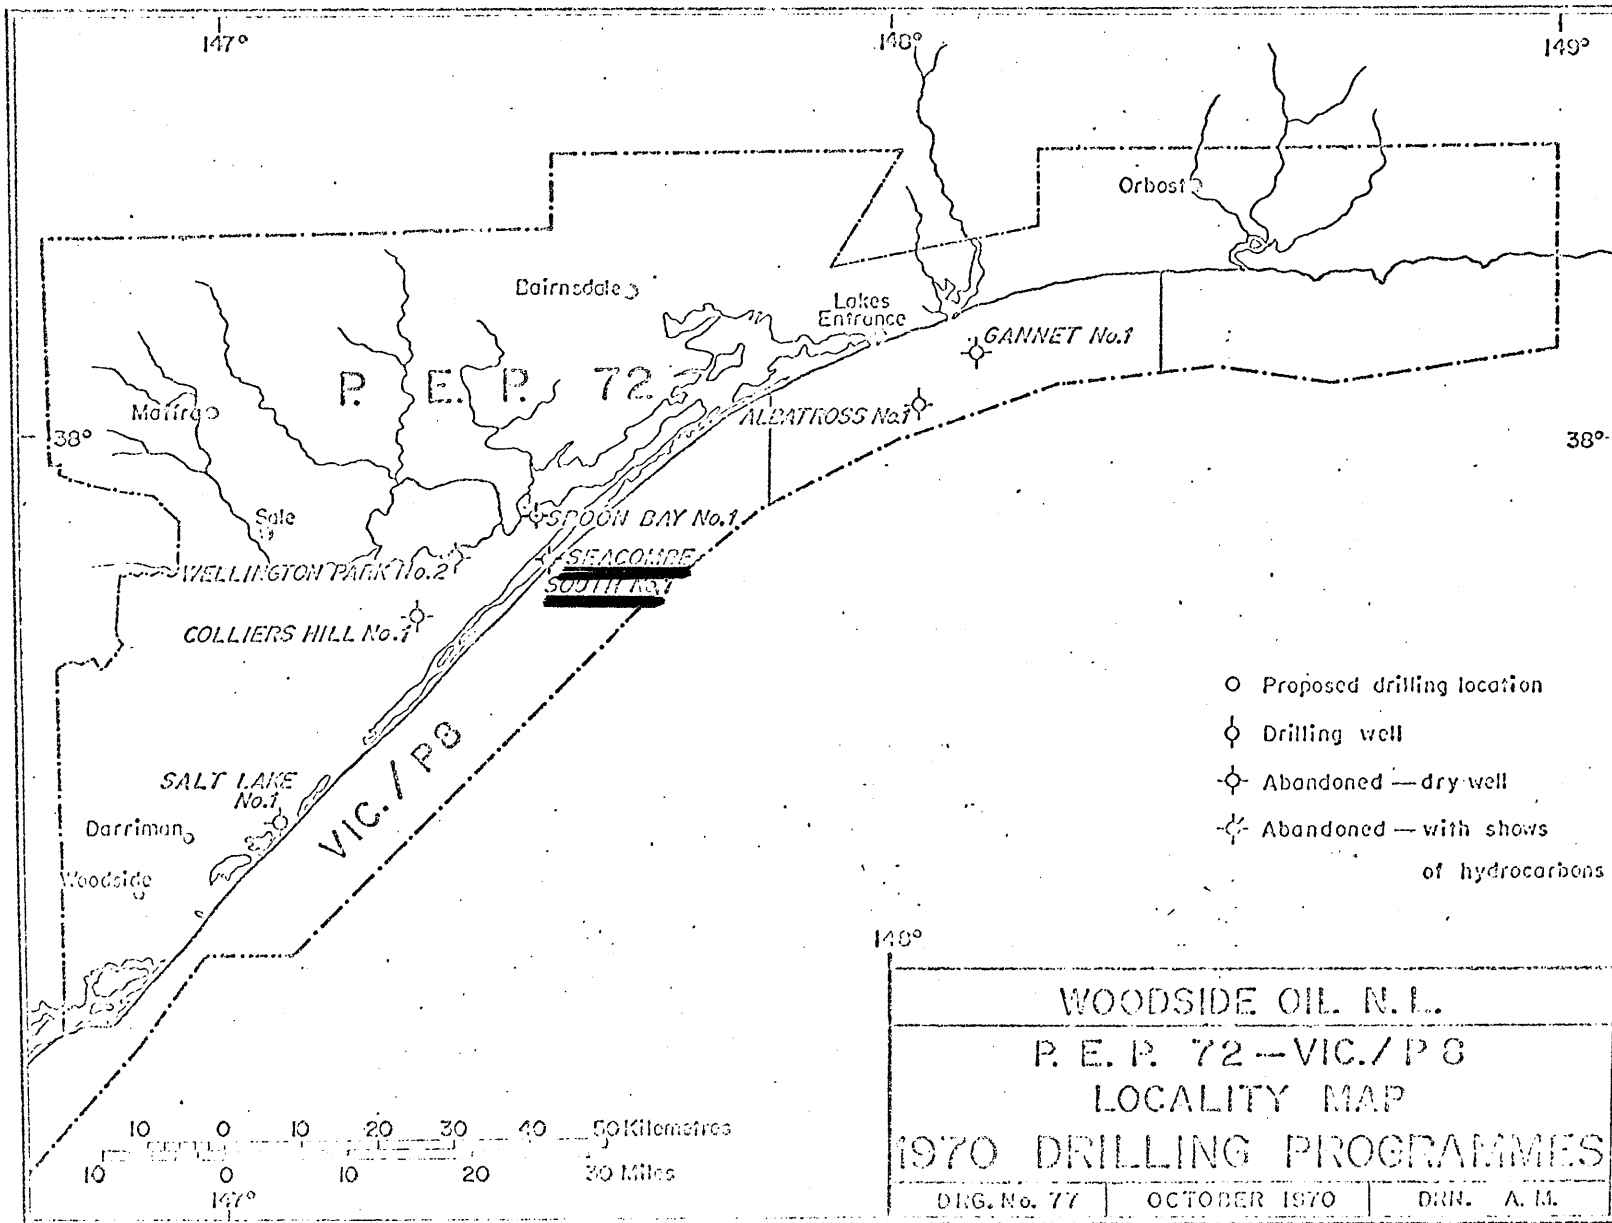 147°
148°
149°
Orbost
Bairnsdale
Lakes
Entrance
GANNET No.1
P. E. P. 72
Maffra
ALBATROSS No.1
38°
38°
Sale
SPOON BAY No.1
SEACOMBE
SOUTH No.1
WELLINGTON PARK No.2
COLLIERS HILL No.1
Proposed drilling location
Drilling well
Abandoned — dry well
Abandoned — with shows
of hydrocarbons
VIC./P8
SALT LAKE
No.1
Darriman
Woodside
148°
WOODSIDE OIL N.L.
P. E. P. 72 — VIC./P 8
LOCALITY MAP
1970 DRILLING PROGRAMMES
DRG. No. 77 OCTOBER 1970 DRN. A. M.
10 0 10 20 30 40 50 Kilometres
10 0 10 20 30 Miles
147°